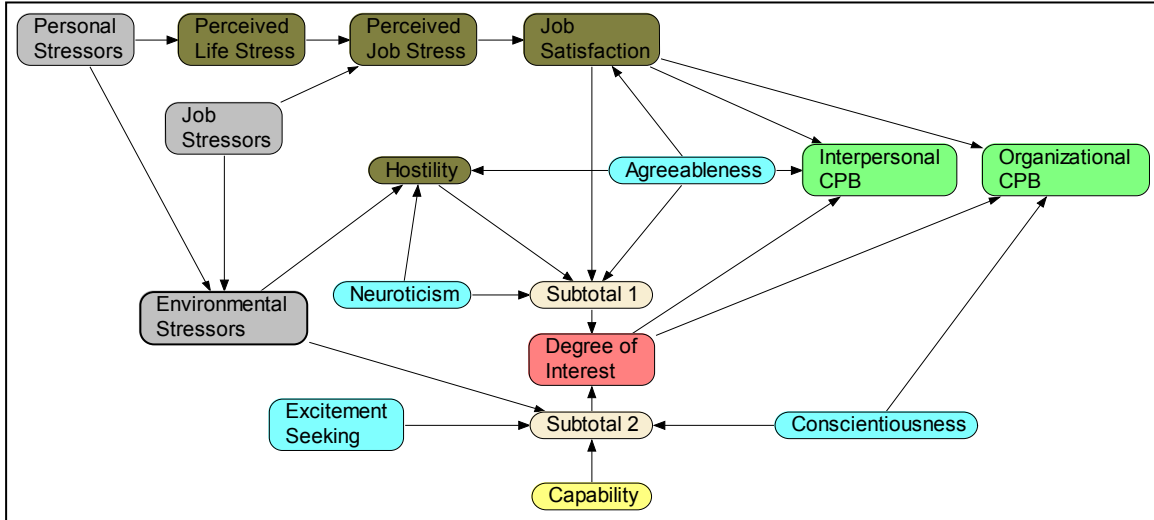 Personal
Stressors
Perceived
Life Stress
Perceived
Job Stress
Job
Satisfaction
Job
Stressors
Hostility
Agreeableness
Interpersonal
CPB
Organizational
CPB
Neuroticism
Subtotal 1
Environmental
Stressors
Degree of
Interest
Excitement
Seeking
Subtotal 2
Conscientiousness
Capability